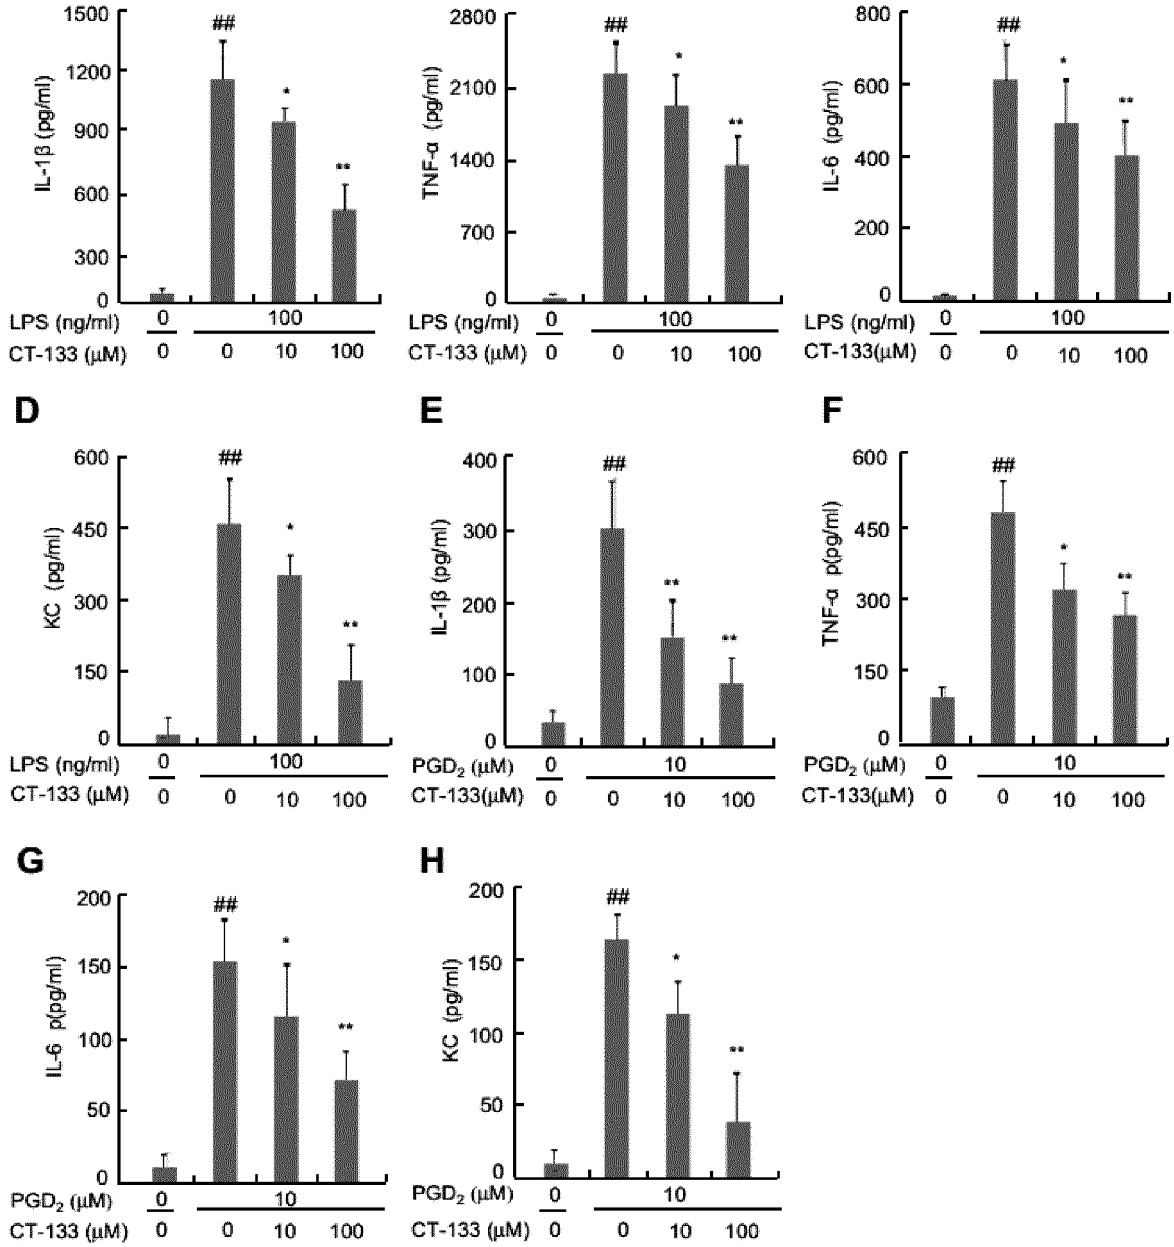 1500
1200
900
600
300
0
IL-1β (pg/ml)
##
*
**
LPS (ng/ml) 0 100
CT-133 (μM) 0 0 10 100
2800
2100
1400
700
0
TNF-α (pg/ml)
##
*
**
LPS (ng/ml) 0 100
CT-133 (μM) 0 0 10 100
800
600
400
200
0
IL-6 (pg/ml)
##
*
**
LPS (ng/ml) 0 100
CT-133(μM) 0 0 10 100
D
600
450
300
150
0
KC (pg/ml)
##
*
**
LPS (ng/ml) 0 100
CT-133 (μM) 0 0 10 100
E
400
300
200
100
0
IL-1β (pg/ml)
##
**
**
PGD₂ (μM) 0 10
CT-133(μM) 0 0 10 100
F
600
450
300
150
0
TNF-α p(pg/ml)
##
*
**
PGD₂ (μM) 0 10
CT-133(μM) 0 0 10 100
G
200
150
100
50
0
IL-6 p(pg/ml)
##
*
**
PGD₂ (μM) 0 10
CT-133 (μM) 0 0 10 100
H
200
150
100
50
0
KC (pg/ml)
##
*
**
PGD₂ (μM) 0 10
CT-133 (μM) 0 0 10 100